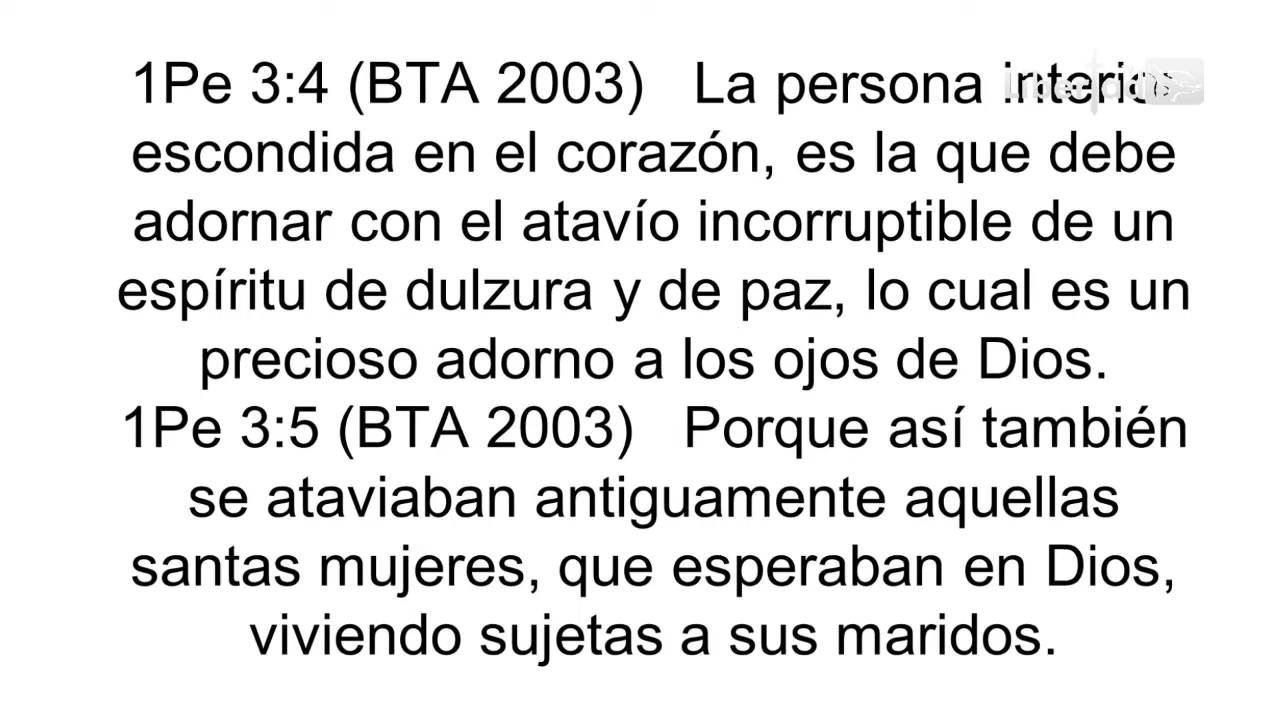 1Pe 3:4 (BTA 2003) La persona interior
escondida en el corazón, es la que debe
adornar con el atavío incorruptible de un
espíritu de dulzura y de paz, lo cual es un
precioso adorno a los ojos de Dios.
1Pe 3:5 (BTA 2003) Porque así también
se ataviaban antiguamente aquellas
santas mujeres, que esperaban en Dios,
viviendo sujetas a sus maridos.